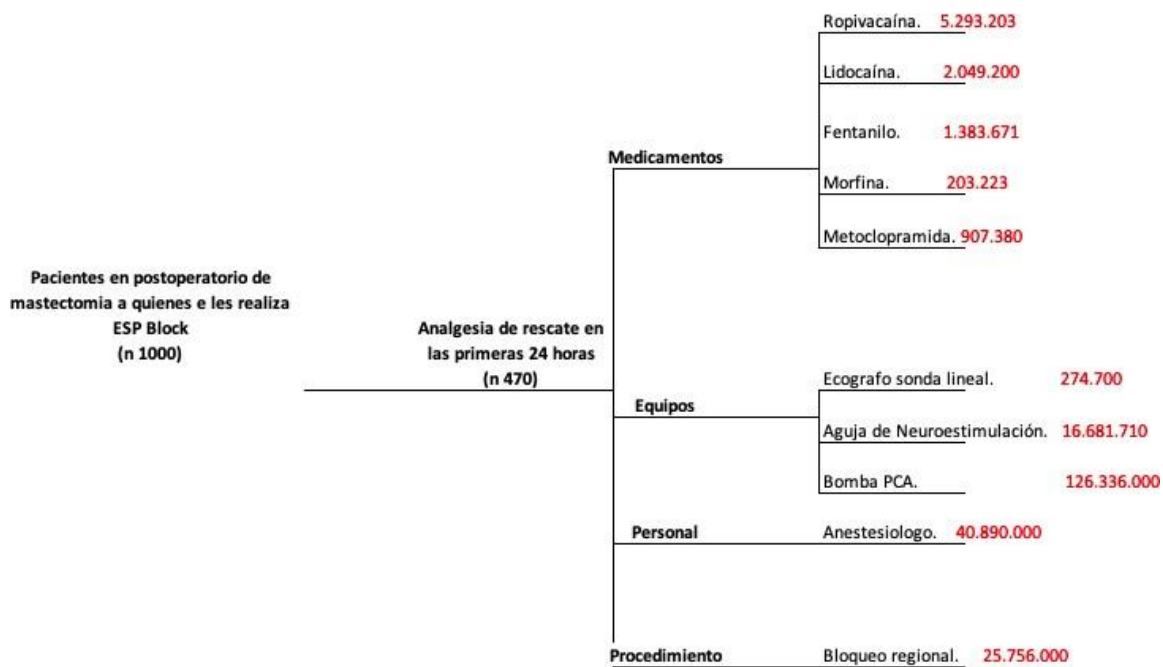 Ropivacaína. 5.293.203
Lidocaína. 2.049.200
Fentanilo. 1.383.671
Medicamentos
Morfina. 203.223
Metoclopramida. 907.380
Pacientes en postoperatorio de
mastectomia a quienes e les realiza
ESP Block
(n 1000)
Analgesia de rescate en
las primeras 24 horas
(n 470)
Ecografo sonda lineal. 274.700
Equipos
Aguja de Neuroestimulación. 16.681.710
Bomba PCA. 126.336.000
Personal
Anestesiologo. 40.890.000
Procedimiento
Bloqueo regional. 25.756.000